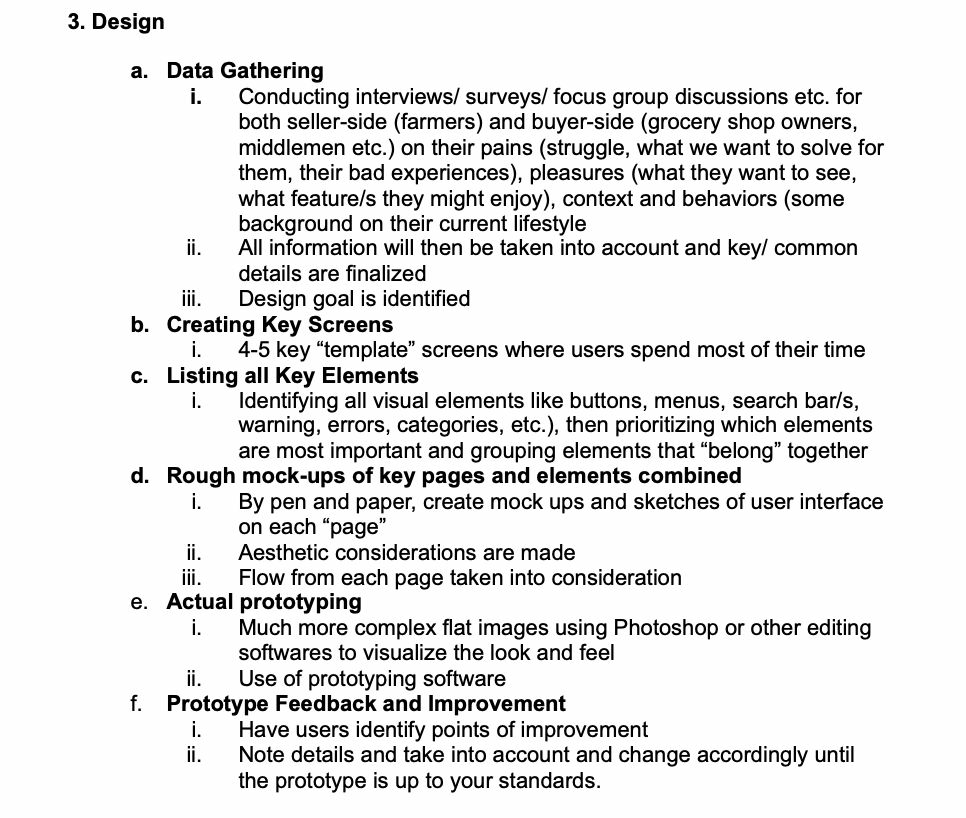 3. Design
a. Data Gathering
i. Conducting interviews/ surveys/ focus group discussions etc. for
both seller-side (farmers) and buyer-side (grocery shop owners,
middlemen etc.) on their pains (struggle, what we want to solve for
them, their bad experiences), pleasures (what they want to see,
what feature/s they might enjoy), context and behaviors (some
background on their current lifestyle
ii. All information will then be taken into account and key/ common
details are finalized
iii. Design goal is identified
b. Creating Key Screens
i. 4-5 key “template” screens where users spend most of their time
c. Listing all Key Elements
i. Identifying all visual elements like buttons, menus, search bar/s,
warning, errors, categories, etc.), then prioritizing which elements
are most important and grouping elements that “belong” together
d. Rough mock-ups of key pages and elements combined
i. By pen and paper, create mock ups and sketches of user interface
on each “page”
ii. Aesthetic considerations are made
iii. Flow from each page taken into consideration
e. Actual prototyping
i. Much more complex flat images using Photoshop or other editing
softwares to visualize the look and feel
ii. Use of prototyping software
f. Prototype Feedback and Improvement
i. Have users identify points of improvement
ii. Note details and take into account and change accordingly until
the prototype is up to your standards.